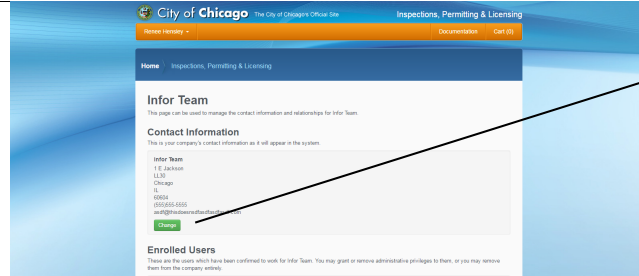 City of Chicago The City of Chicago's Official Site Inspections, Permitting & Licensing
Renee Hensley Documentation Cart (0)
Home Inspections, Permitting & Licensing
Infor Team
This page can be used to manage the contact information and relationships for Infor Team.
Contact Information
This is your company's contact information as it will appear in the system.
Infor Team
1 E Jackson
LL30
Chicago
IL
60604
(555)555-5555
Change
Enrolled Users
These are the users which have been confirmed to work for Infor Team. You may grant or remove administrative privileges to them, or you may remove
them from the company entirely.